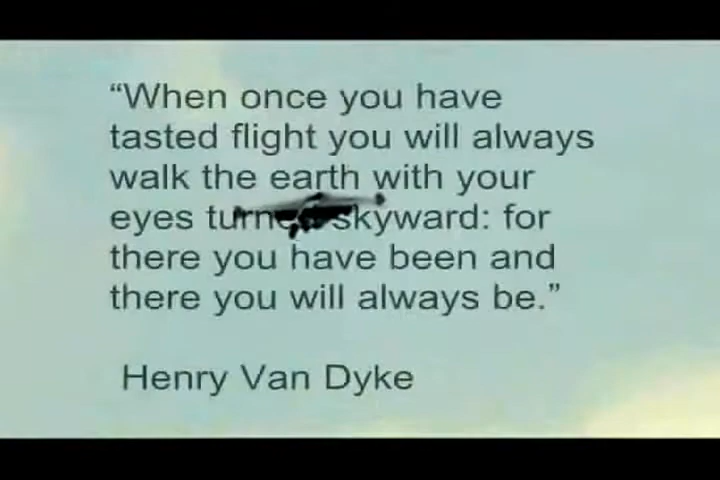 “When once you have
tasted flight you will always
walk the earth with your
eyes turned skyward: for
there you have been and
there you will always be.”
Henry Van Dyke